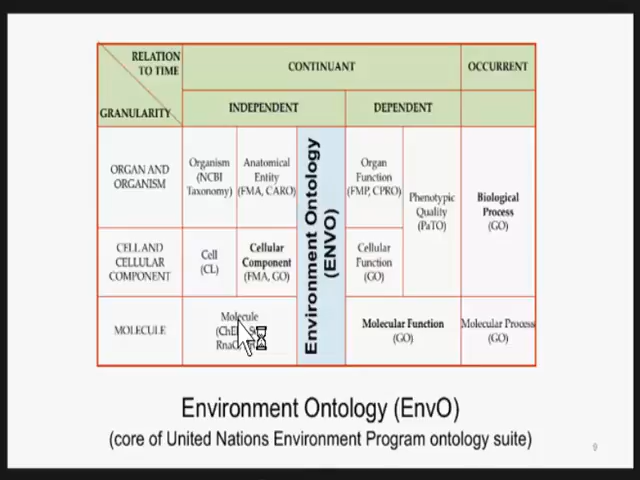 RELATION
TO TIME
GRANULARITY
CONTINUANT
OCCURRENT
INDEPENDENT
DEPENDENT
ORGAN AND
ORGANISM
Organism
(NCBI
Taxonomy)
Anatomical
Entity
(FMA, CARO)
Environment Ontology
(ENVO)
Organ
Function
(FMP, CPRO)
Phenotypic
Quality
(PaTO)
Biological
Process
(GO)
CELL AND
CELLULAR
COMPONENT
Cell
(CL)
Cellular
Component
(FMA, GO)
Cellular
Function
(GO)
MOLECULE
Molecule
Molecular Function
(GO)
Molecular Process
(GO)
Environment Ontology (EnvO)
(core of United Nations Environment Program ontology suite)
9